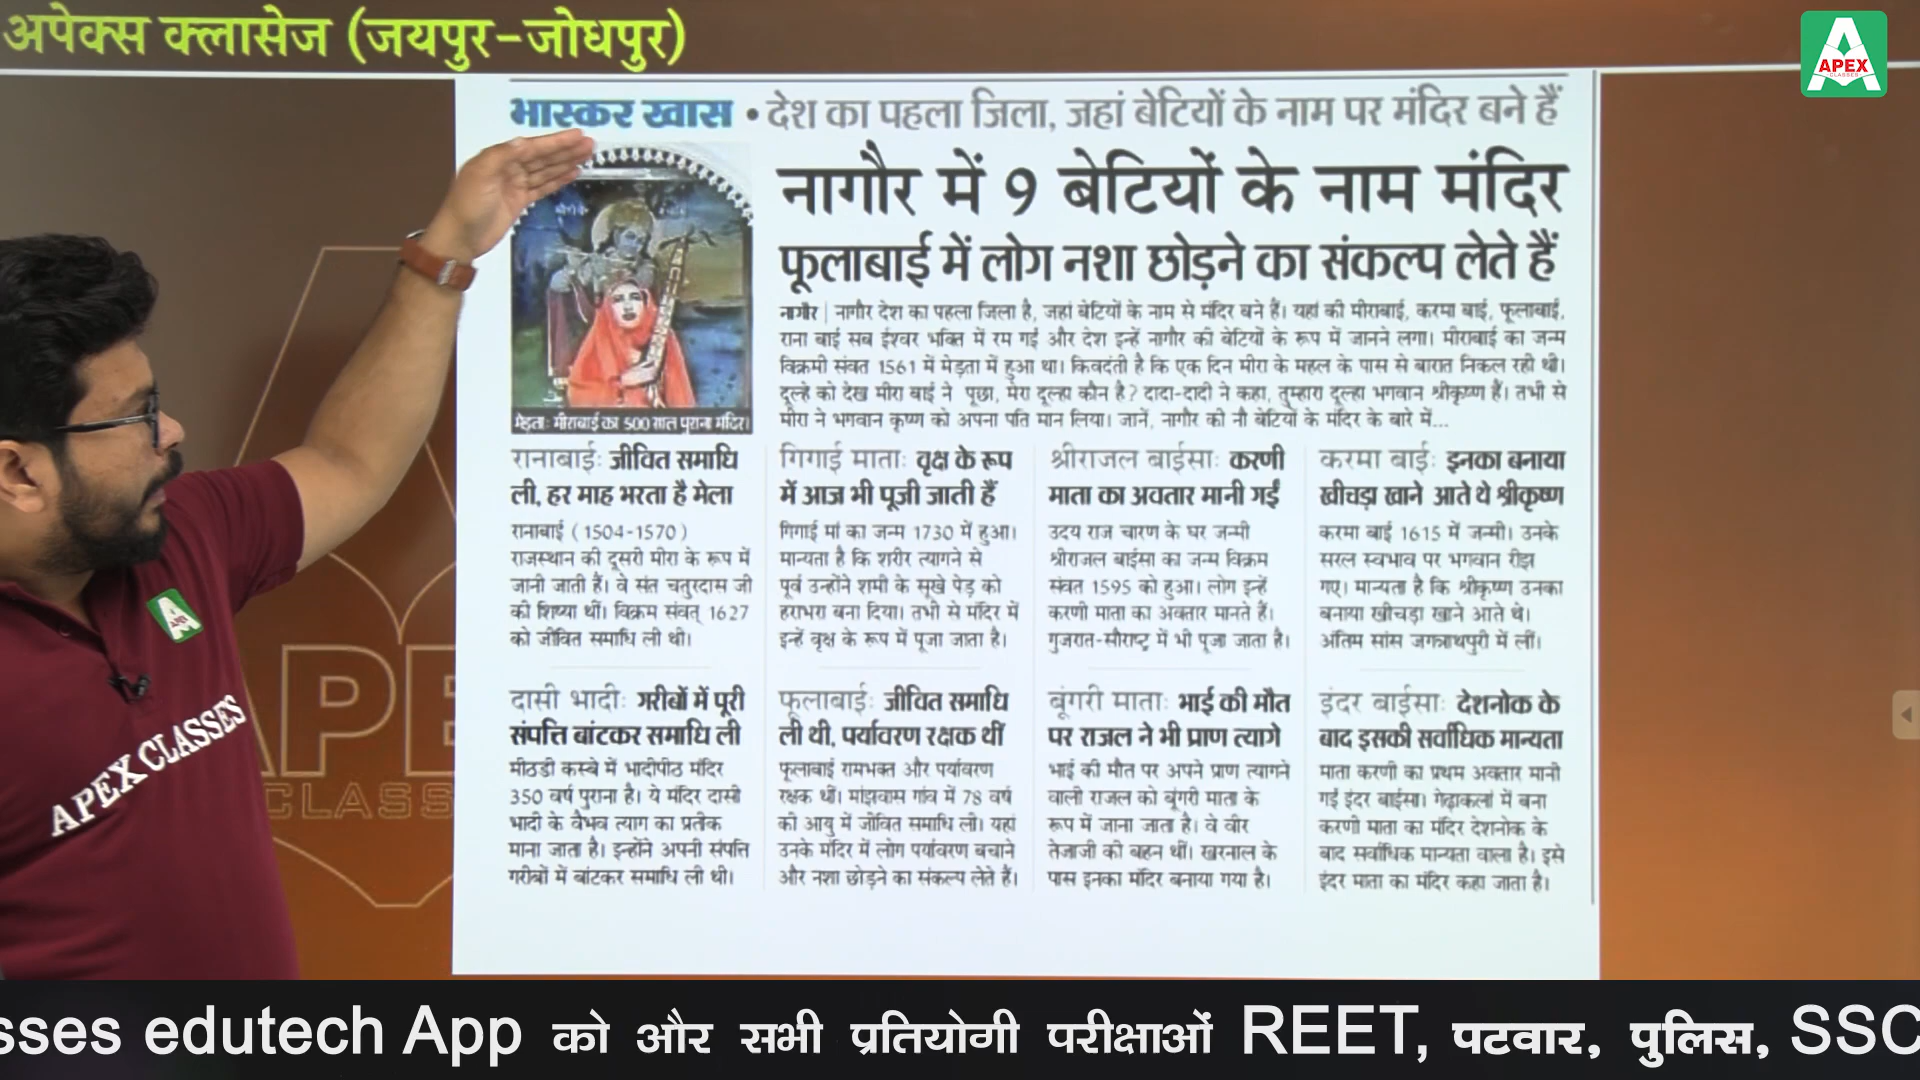 अपेक्स क्लासेज (जयपुर-जोधपुर)
APEX
CLASSES
भास्कर खास • देश का पहला जिला, जहां बेटियों के नाम पर मंदिर बने हैं
नागौर में 9 बेटियों के नाम मंदिर
फूलाबाई में लोग नशा छोड़ने का संकल्प लेते हैं
नागौर | नागौर देश का पहला जिला है, जहां बेटियों के नाम से मंदिर बने हैं। यहां की मीराबाई, करमा बाई, फूलाबाई,
राना बाई सब ईश्वर भक्ति में रम गईं और देश इन्हें नागौर की बेटियों के रूप में जानने लगा। मीराबाई का जन्म
विक्रमी संवत 1561 में मेड़ता में हुआ था। किवदंती है कि एक दिन मीरा के महल के पास से बारात निकल रही थी।
दूल्हे को देख मीरा बाई ने पूछा, मेरा दूल्हा कौन है? दादा-दादी ने कहा, तुम्हारा दूल्हा भगवान श्रीकृष्ण हैं। तभी से
मीरा ने भगवान कृष्ण को अपना पति मान लिया। जानें, नागौर की नौ बेटियों के मंदिर के बारे में...
मेड़ता: मीराबाई का 500 साल पुराना मंदिर।
रानाबाई: जीवित समाधि
ली, हर माह भरता है मेला
रानाबाई (1504-1570)
राजस्थान की दूसरी मीरा के रूप में
जानी जाती हैं। वे संत चतुरदास जी
की शिष्या थीं। विक्रम संवत् 1627
को जीवित समाधि ली थी।
गिगाई माता: वृक्ष के रूप
में आज भी पूजी जाती हैं
गिगाई मां का जन्म 1730 में हुआ।
मान्यता है कि शरीर त्यागने से
पूर्व उन्होंने शमी के सूखे पेड़ को
हराभरा बना दिया। तभी से मंदिर में
इन्हें वृक्ष के रूप में पूजा जाता है।
श्रीराजल बाईसा: करणी
माता का अवतार मानी गईं
उदय राज चारण के घर जन्मी
श्रीराजल बाईसा का जन्म विक्रम
संवत 1595 को हुआ। लोग इन्हें
करणी माता का अवतार मानते हैं।
गुजरात-सौराष्ट्र में भी पूजा जाता है।
करमा बाई: इनका बनाया
खीचड़ा खाने आते थे श्रीकृष्ण
करमा बाई 1615 में जन्मी। उनके
सरल स्वभाव पर भगवान रीझ
गए। मान्यता है कि श्रीकृष्ण उनका
बनाया खीचड़ा खाने आते थे।
अंतिम सांस जगन्नाथपुरी में लीं।
दासी भादी: गरीबों में पूरी
संपत्ति बांटकर समाधि ली
मीठडी कस्बे में भादीपीठ मंदिर
350 वर्ष पुराना है। ये मंदिर दासी
भादी के वैभव त्याग का प्रतीक
माना जाता है। इन्होंने अपनी संपत्ति
गरीबों में बांटकर समाधि ली थी।
फूलाबाई: जीवित समाधि
ली थी, पर्यावरण रक्षक थीं
फूलाबाई रामभक्त और पर्यावरण
रक्षक थीं। मांझवास गांव में 78 वर्ष
की आयु में जीवित समाधि ली। यहां
उनके मंदिर में लोग पर्यावरण बचाने
और नशा छोड़ने का संकल्प लेते हैं।
बूंगरी माता: भाई की मौत
पर राजल ने भी प्राण त्यागे
भाई की मौत पर अपने प्राण त्यागने
वाली राजल को बूंगरी माता के
रूप में जाना जाता है। वे वीर
तेजाजी की बहन थीं। खरनाल के
पास इनका मंदिर बनाया गया है।
इंदर बाईसा: देशनोक के
बाद इसकी सर्वाधिक मान्यता
माता करणी का प्रथम अवतार मानी
गईं इंदर बाईसा। गेढ़ाकलां में बना
करणी माता का मंदिर देशनोक के
बाद सर्वाधिक मान्यता वाला है। इसे
इंदर माता का मंदिर कहा जाता है।
APEX CLASSES
APE
CLASS
sses edutech App को और सभी प्रतियोगी परीक्षाओं REET, पटवार, पुलिस, SSC